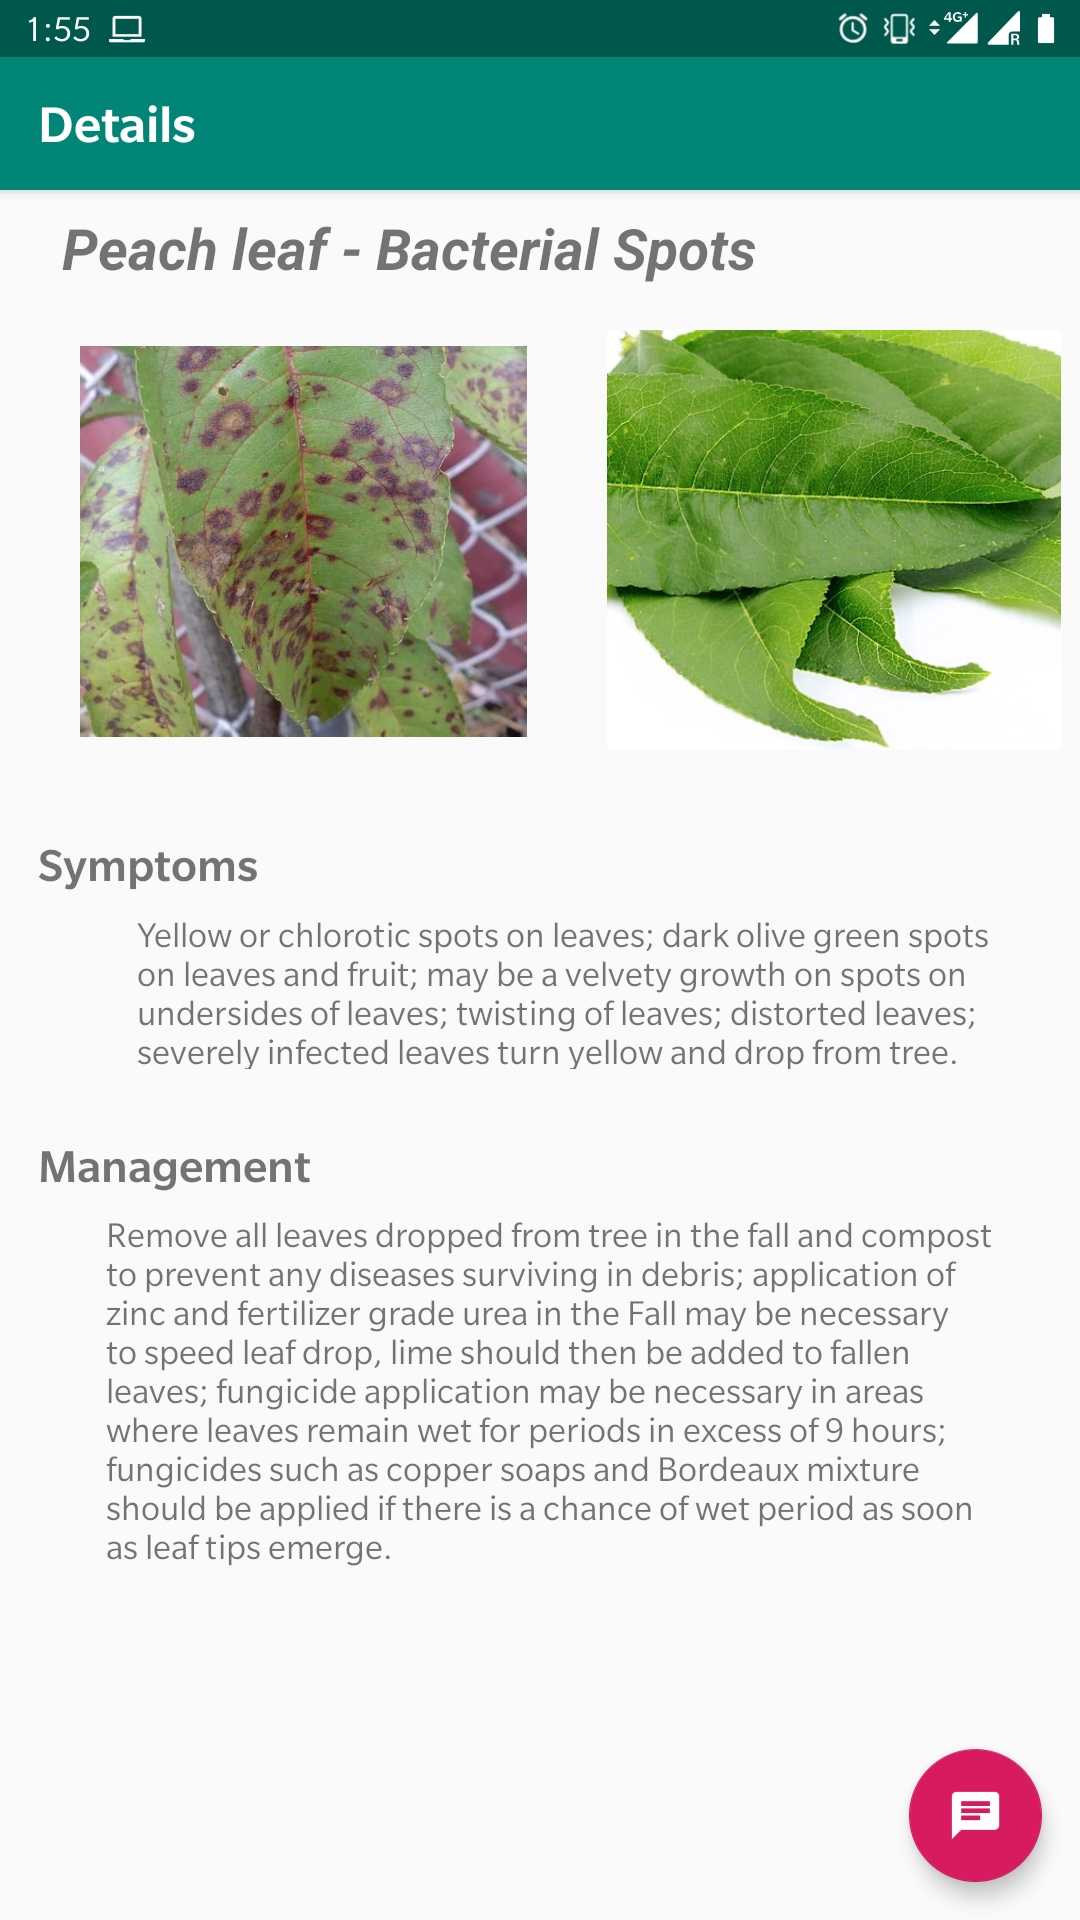 1:55
4G+
R
Details
Peach leaf - Bacterial Spots
Symptoms
Yellow or chlorotic spots on leaves; dark olive green spots
on leaves and fruit; may be a velvety growth on spots on
undersides of leaves; twisting of leaves; distorted leaves;
severely infected leaves turn yellow and drop from tree.
Management
Remove all leaves dropped from tree in the fall and compost
to prevent any diseases surviving in debris; application of
zinc and fertilizer grade urea in the Fall may be necessary
to speed leaf drop, lime should then be added to fallen
leaves; fungicide application may be necessary in areas
where leaves remain wet for periods in excess of 9 hours;
fungicides such as copper soaps and Bordeaux mixture
should be applied if there is a chance of wet period as soon
as leaf tips emerge.